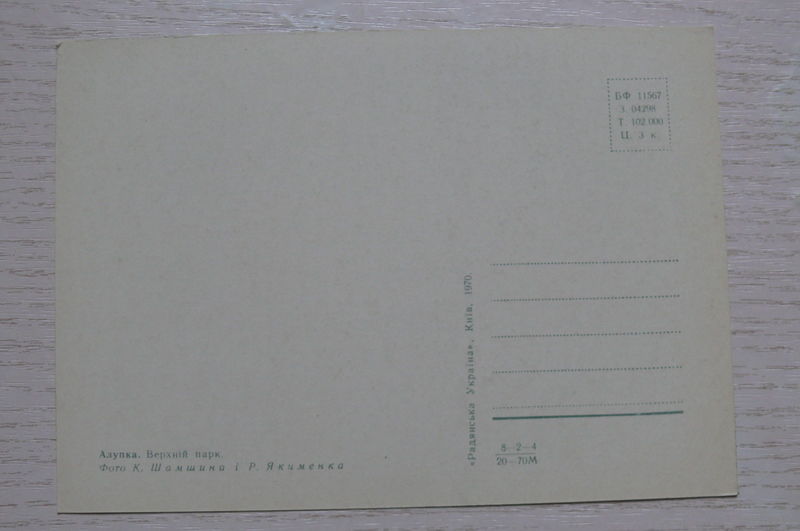 БФ 11567
З. 04298
Т. 102.000
Ц. 3 к.
«Радянська Україна», Київ, 1970.
8—2—4
20—70М
Алупка. Верхній парк.
Фото К. Шамшина і Р. Якименка